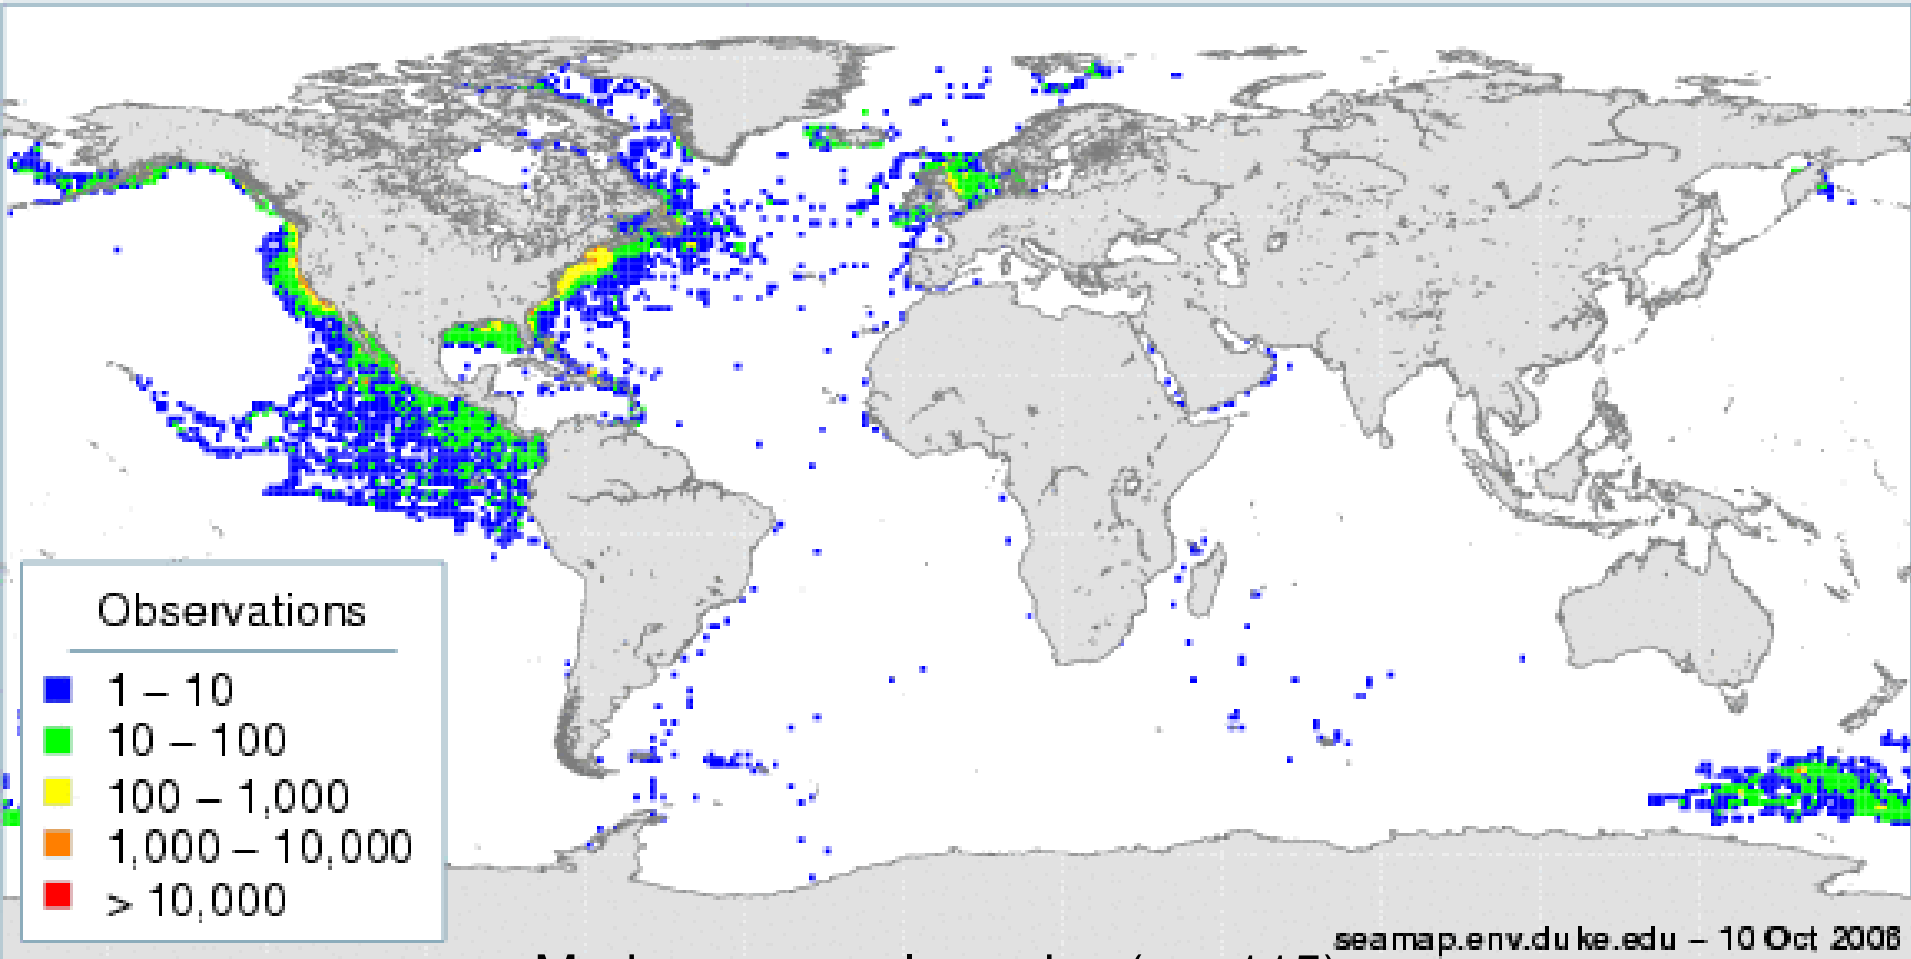 Observations
1 – 10
10 – 100
100 – 1,000
1,000 – 10,000
> 10,000
seamap.env.duke.edu – 10 Oct 2008